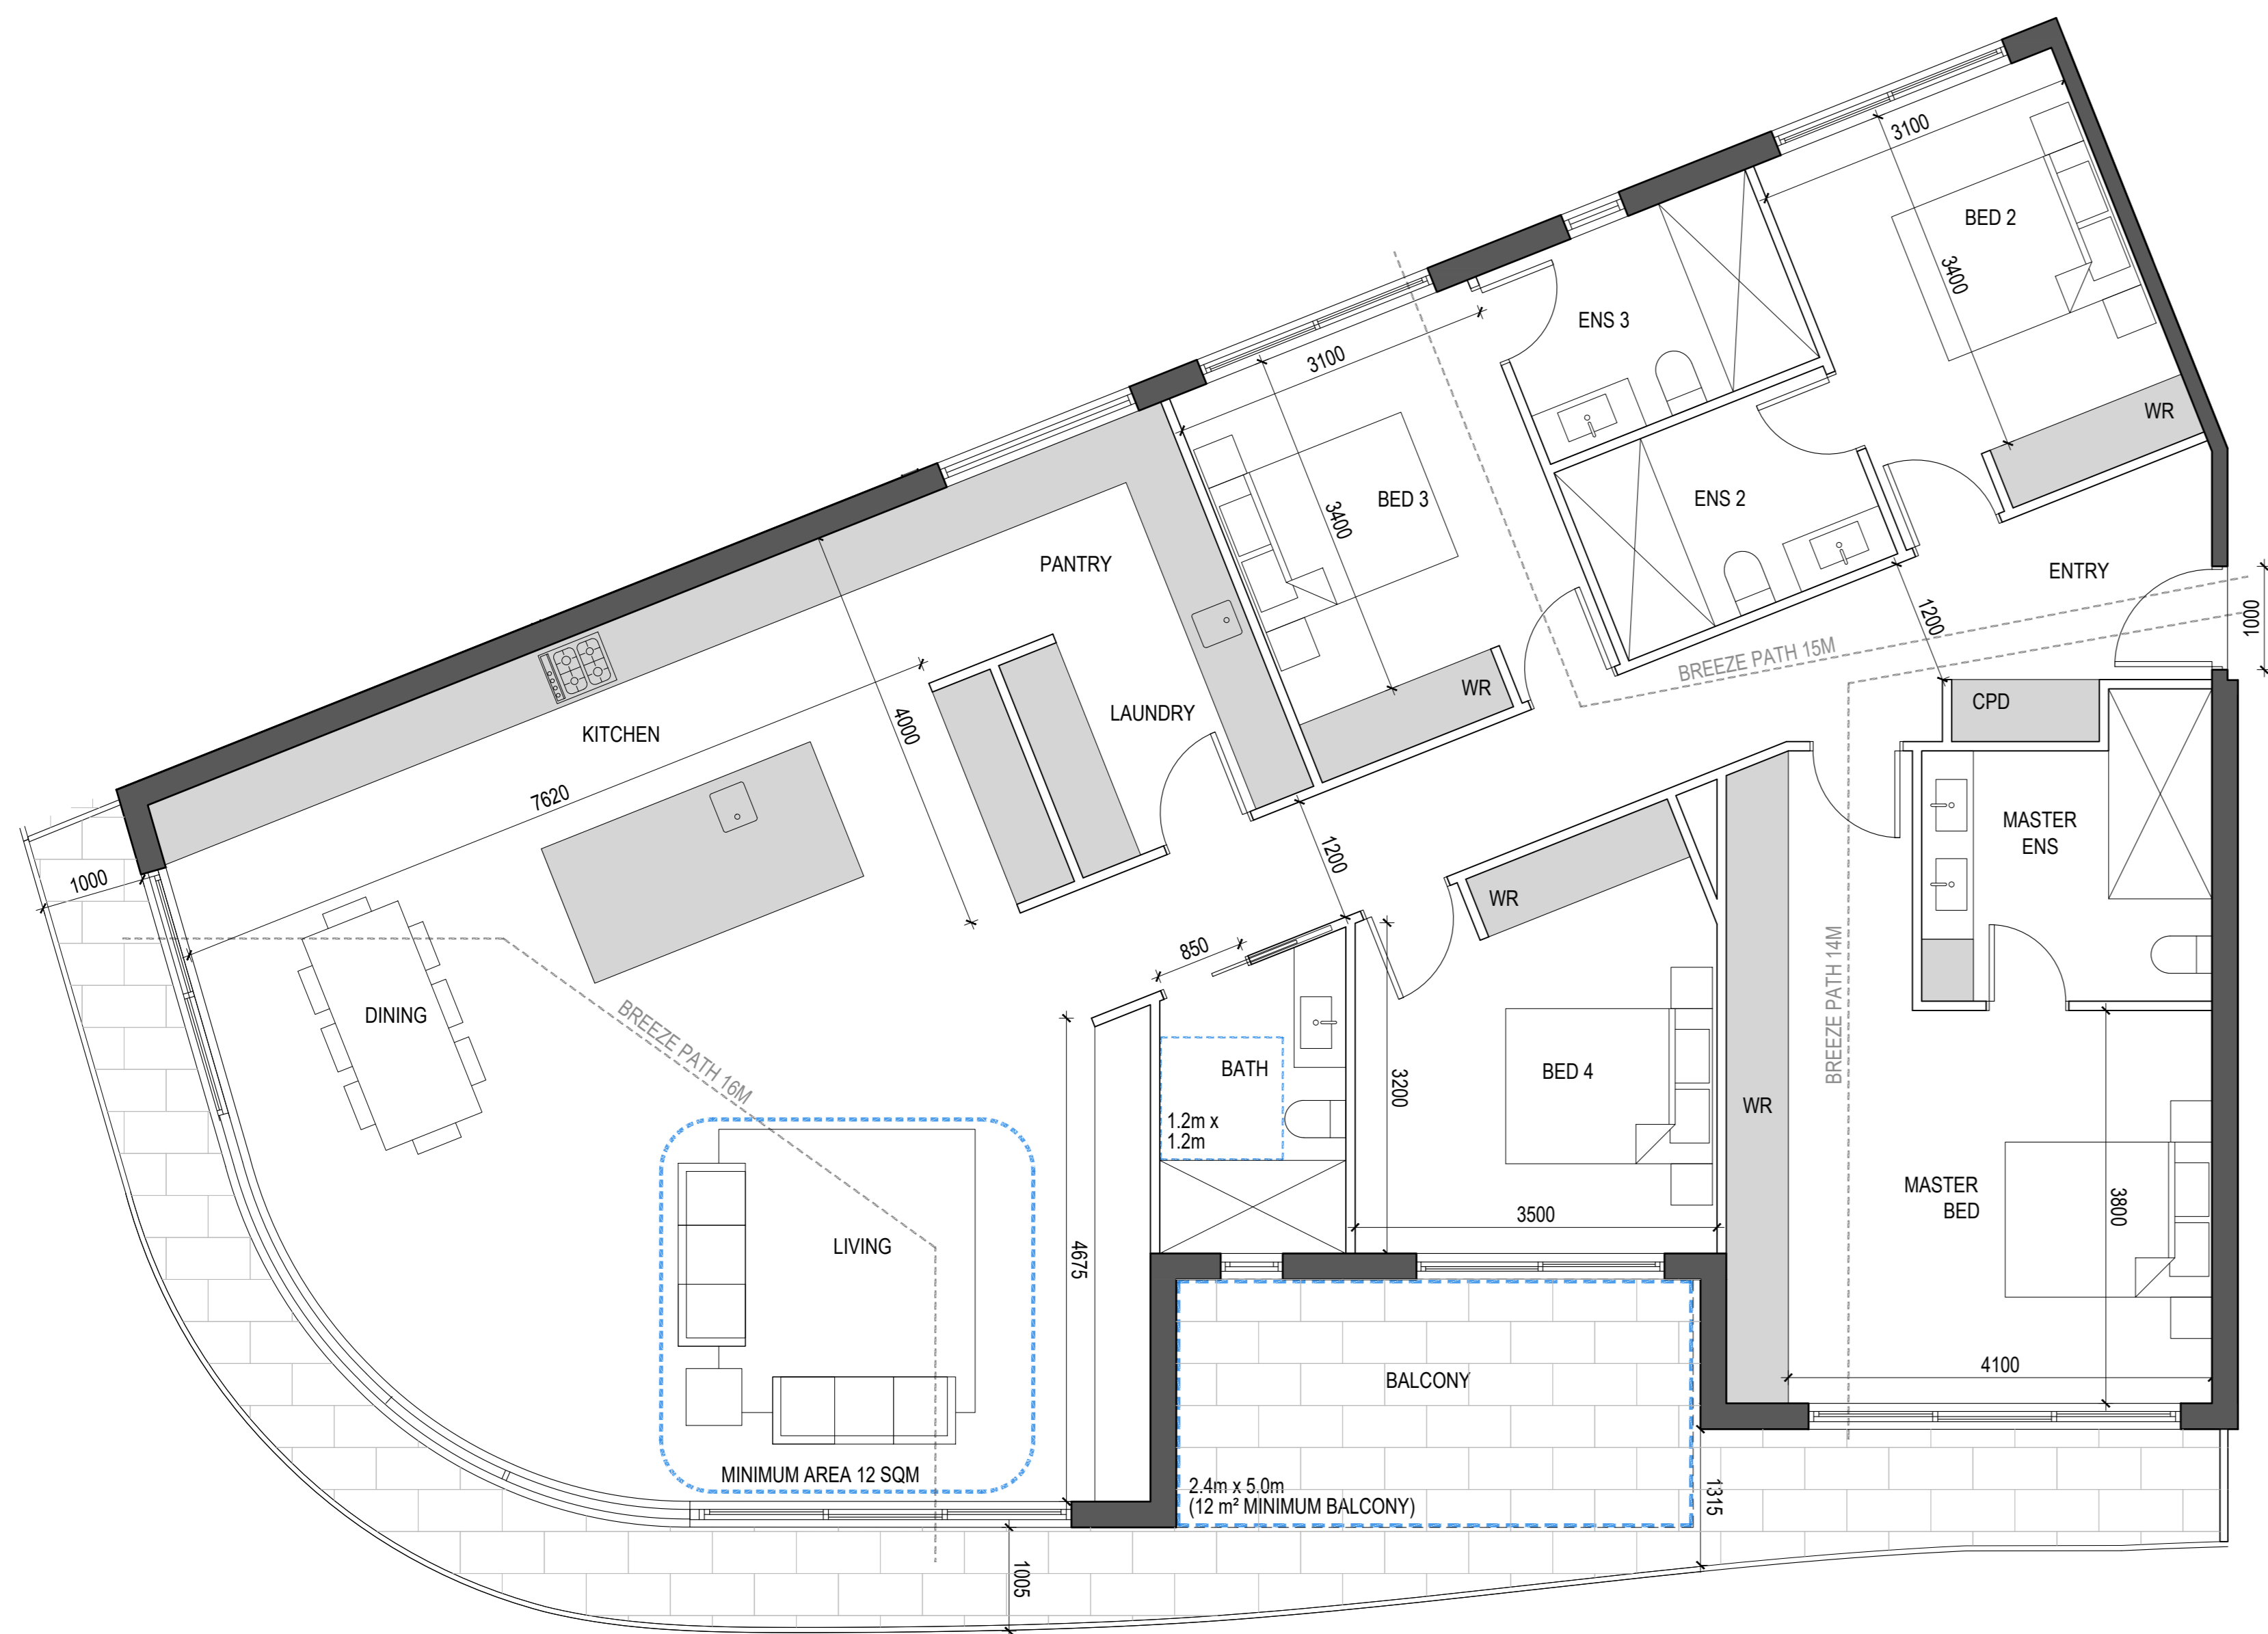 3100
BED 2
3400
WR
ENS 3
3100
BED 3
3400
WR
ENS 2
ENTRY
1200
1000
BREEZE PATH 15M
CPD
PANTRY
LAUNDRY
KITCHEN
4000
7620
1200
1000
DINING
BREEZE PATH 16M
850
WR
MASTER
ENS
BREEZE PATH 14M
BATH
1.2m x
1.2m
3200
BED 4
3500
WR
MASTER
BED
3800
4100
LIVING
4675
MINIMUM AREA 12 SQM
BALCONY
2.4m x 5.0m
(12 m² MINIMUM BALCONY)
1315
1005